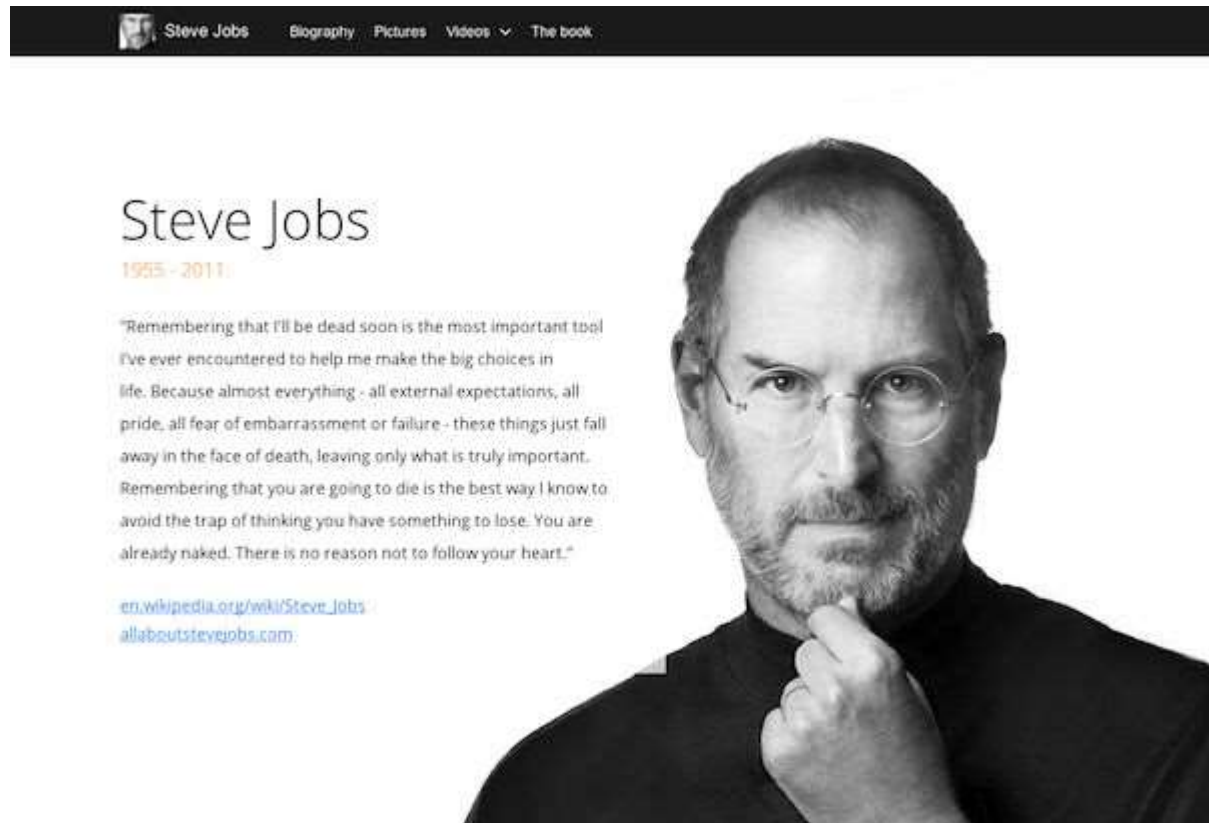 Steve Jobs Biography Pictures Videos The book
Steve Jobs
1955 - 2011:
"Remembering that I'll be dead soon is the most important tool
I've ever encountered to help me make the big choices in
life. Because almost everything - all external expectations, all
pride, all fear of embarrassment or failure - these things just fall
away in the face of death, leaving only what is truly important.
Remembering that you are going to die is the best way I know to
avoid the trap of thinking you have something to lose. You are
already naked. There is no reason not to follow your heart."
en.wikipedia.org/wiki/Steve_Jobs
allaboutstevejobs.com